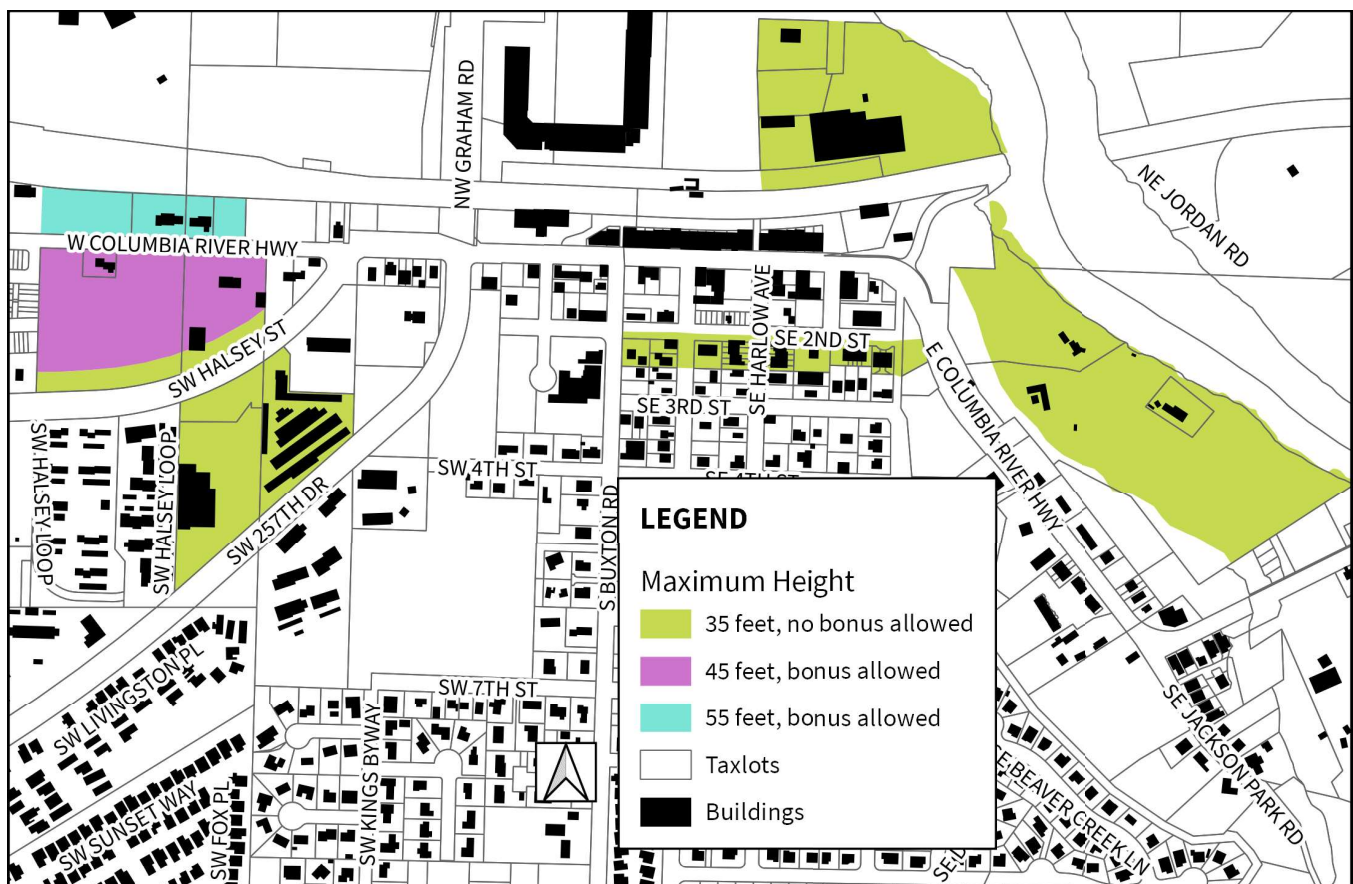 NW GRAHAM RD
NE JORDAN RD
W COLUMBIA RIVER HWY
SW HALSEY ST
SE HARLOW AVE
SE 2ND ST
E COLUMBIA RIVER HWY
SE 3RD ST
SW HALSEY LOOP
SW HALSEY LOOP
SW 257TH DR
SW 4TH ST
SE 4TH ST
S BUXTON RD
LEGEND
Maximum Height
35 feet, no bonus allowed
45 feet, bonus allowed
55 feet, bonus allowed
Taxlots
Buildings
SW LIVINGSTON PL
SW 7TH ST
SW KINGS BYWAY
SW SUNSET WAY
SW FOX PL
SE JACKSON PARK RD
BEAVER CREEK LN